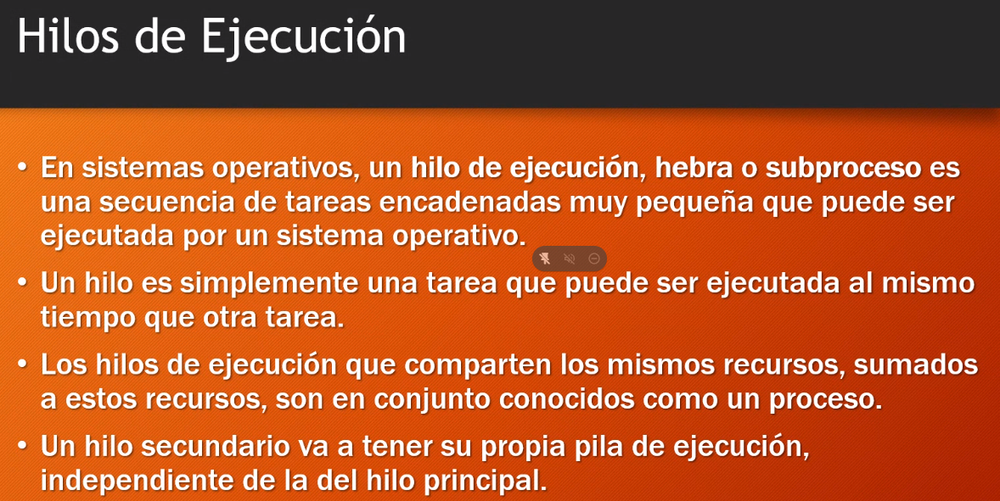 Hilos de Ejecución
• En sistemas operativos, un hilo de ejecución, hebra o subproceso es
una secuencia de tareas encadenadas muy pequeña que puede ser
ejecutada por un sistema operativo.
• Un hilo es simplemente una tarea que puede ser ejecutada al mismo
tiempo que otra tarea.
• Los hilos de ejecución que comparten los mismos recursos, sumados
a estos recursos, son en conjunto conocidos como un proceso.
• Un hilo secundario va a tener su propia pila de ejecución,
independiente de la del hilo principal.